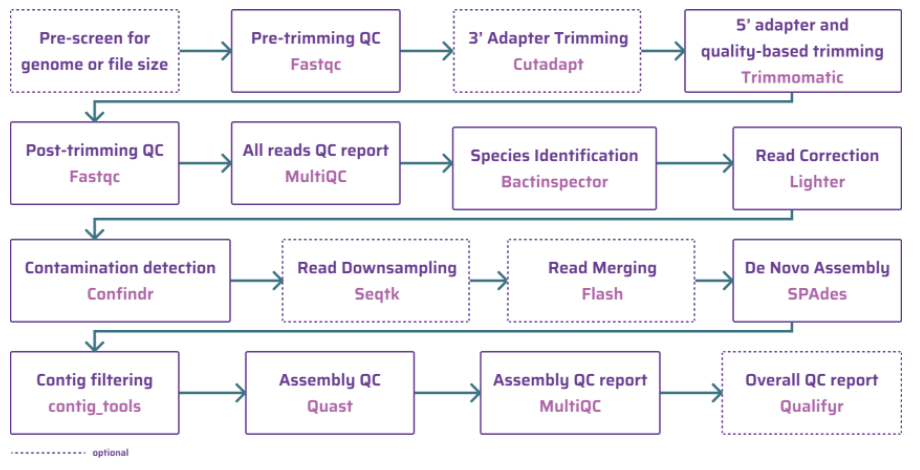 Pre-screen for
genome or file size
Pre-trimming QC
Fastqc
3’ Adapter Trimming
Cutadapt
5’ adapter and
quality-based trimming
Trimmomatic
Post-trimming QC
Fastqc
All reads QC report
MultiQC
Species Identification
Bactinspector
Read Correction
Lighter
Contamination detection
Confindr
Read Downsampling
Seqtk
Read Merging
Flash
De Novo Assembly
SPAdes
Contig filtering
contig_tools
Assembly QC
Quast
Assembly QC report
MultiQC
Overall QC report
Qualifyr
optional